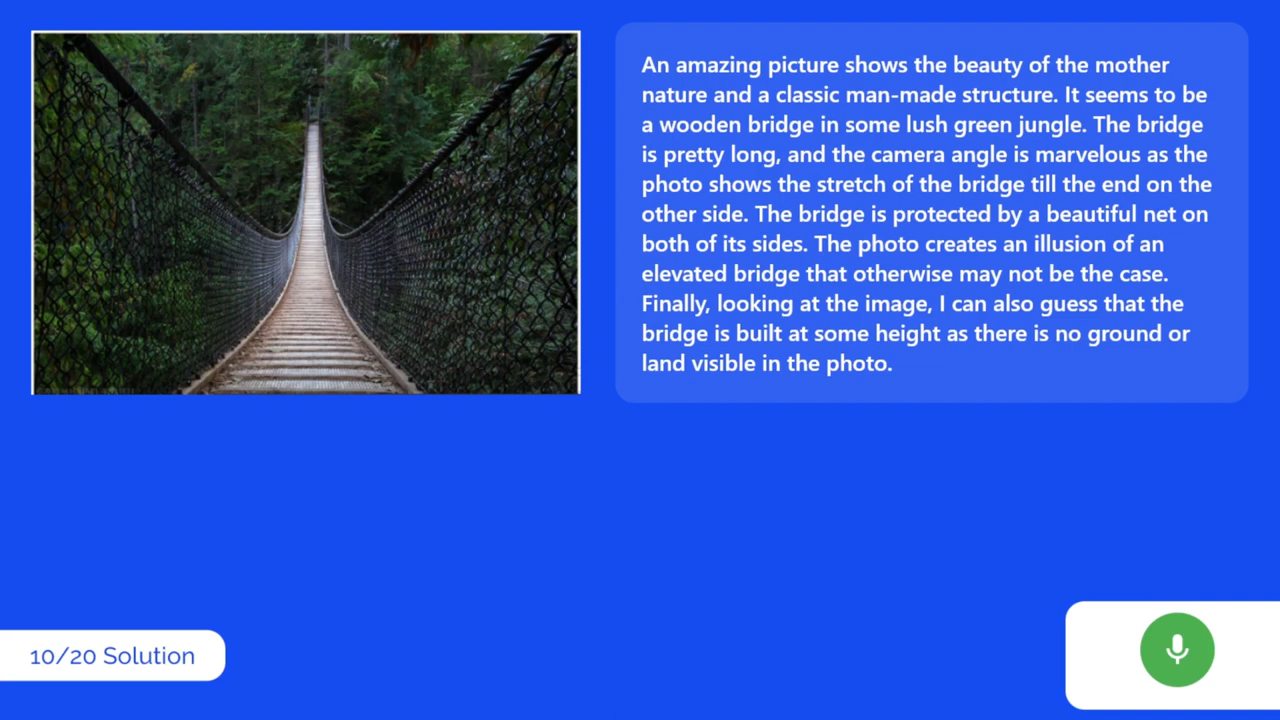 An amazing picture shows the beauty of the mother
nature and a classic man-made structure. It seems to be
a wooden bridge in some lush green jungle. The bridge
is pretty long, and the camera angle is marvelous as the
photo shows the stretch of the bridge till the end on the
other side. The bridge is protected by a beautiful net on
both of its sides. The photo creates an illusion of an
elevated bridge that otherwise may not be the case.
Finally, looking at the image, I can also guess that the
bridge is built at some height as there is no ground or
land visible in the photo.
10/20 Solution